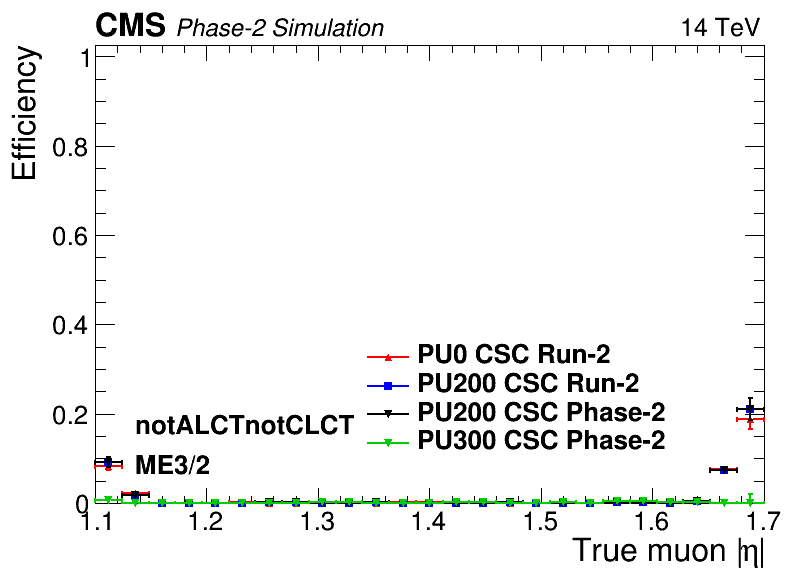 CMS Phase-2 Simulation 14 TeV
Efficiency
1
0.8
0.6
0.4
0.2
0
PU0 CSC Run-2
PU200 CSC Run-2
PU200 CSC Phase-2
PU300 CSC Phase-2
notALCTnotCLCT
ME3/2
1.1 1.2 1.3 1.4 1.5 1.6 1.7
True muon |η|